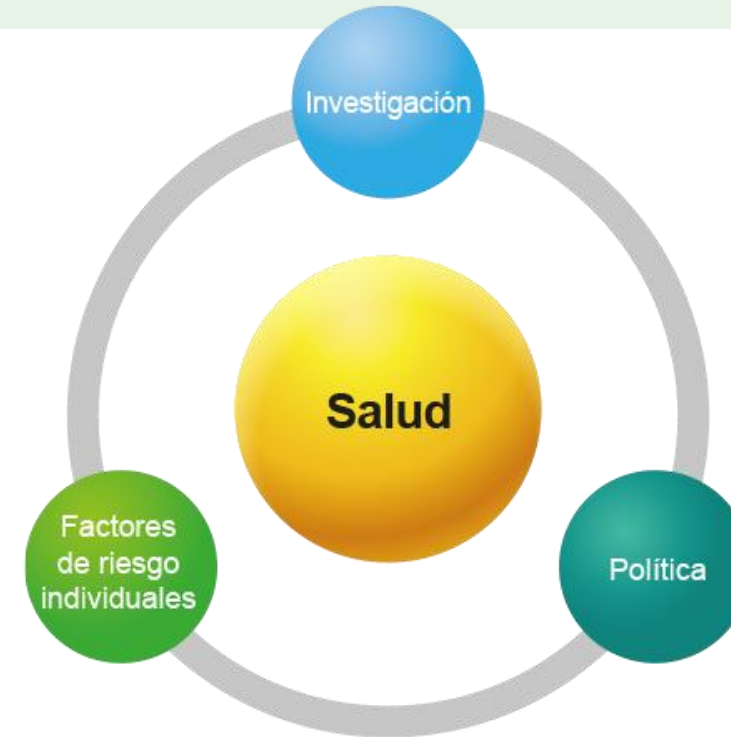 Investigación
Salud
Factores
de riesgo
individuales
Política